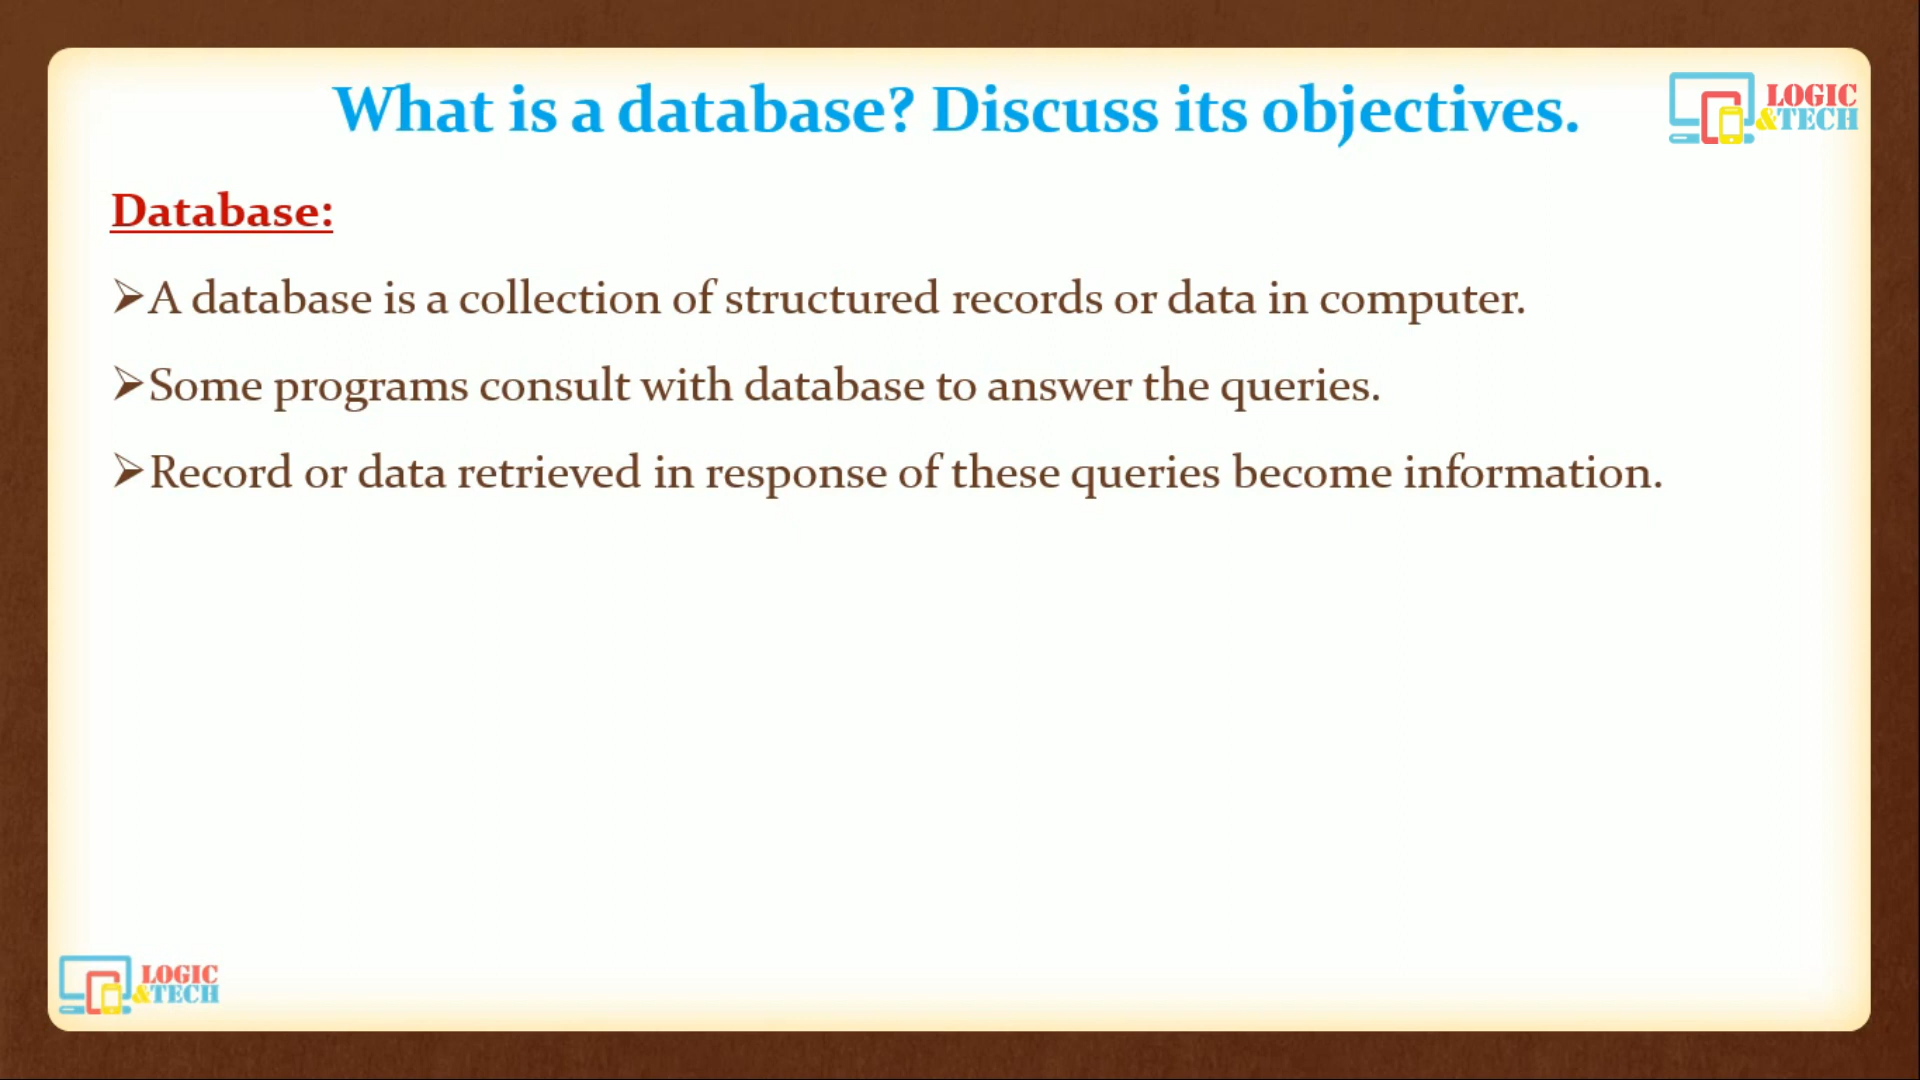 What is a database? Discuss its objectives.
LOGIC
&TECH
Database:
➢A database is a collection of structured records or data in computer.
➢Some programs consult with database to answer the queries.
➢Record or data retrieved in response of these queries become information.
LOGIC
&TECH